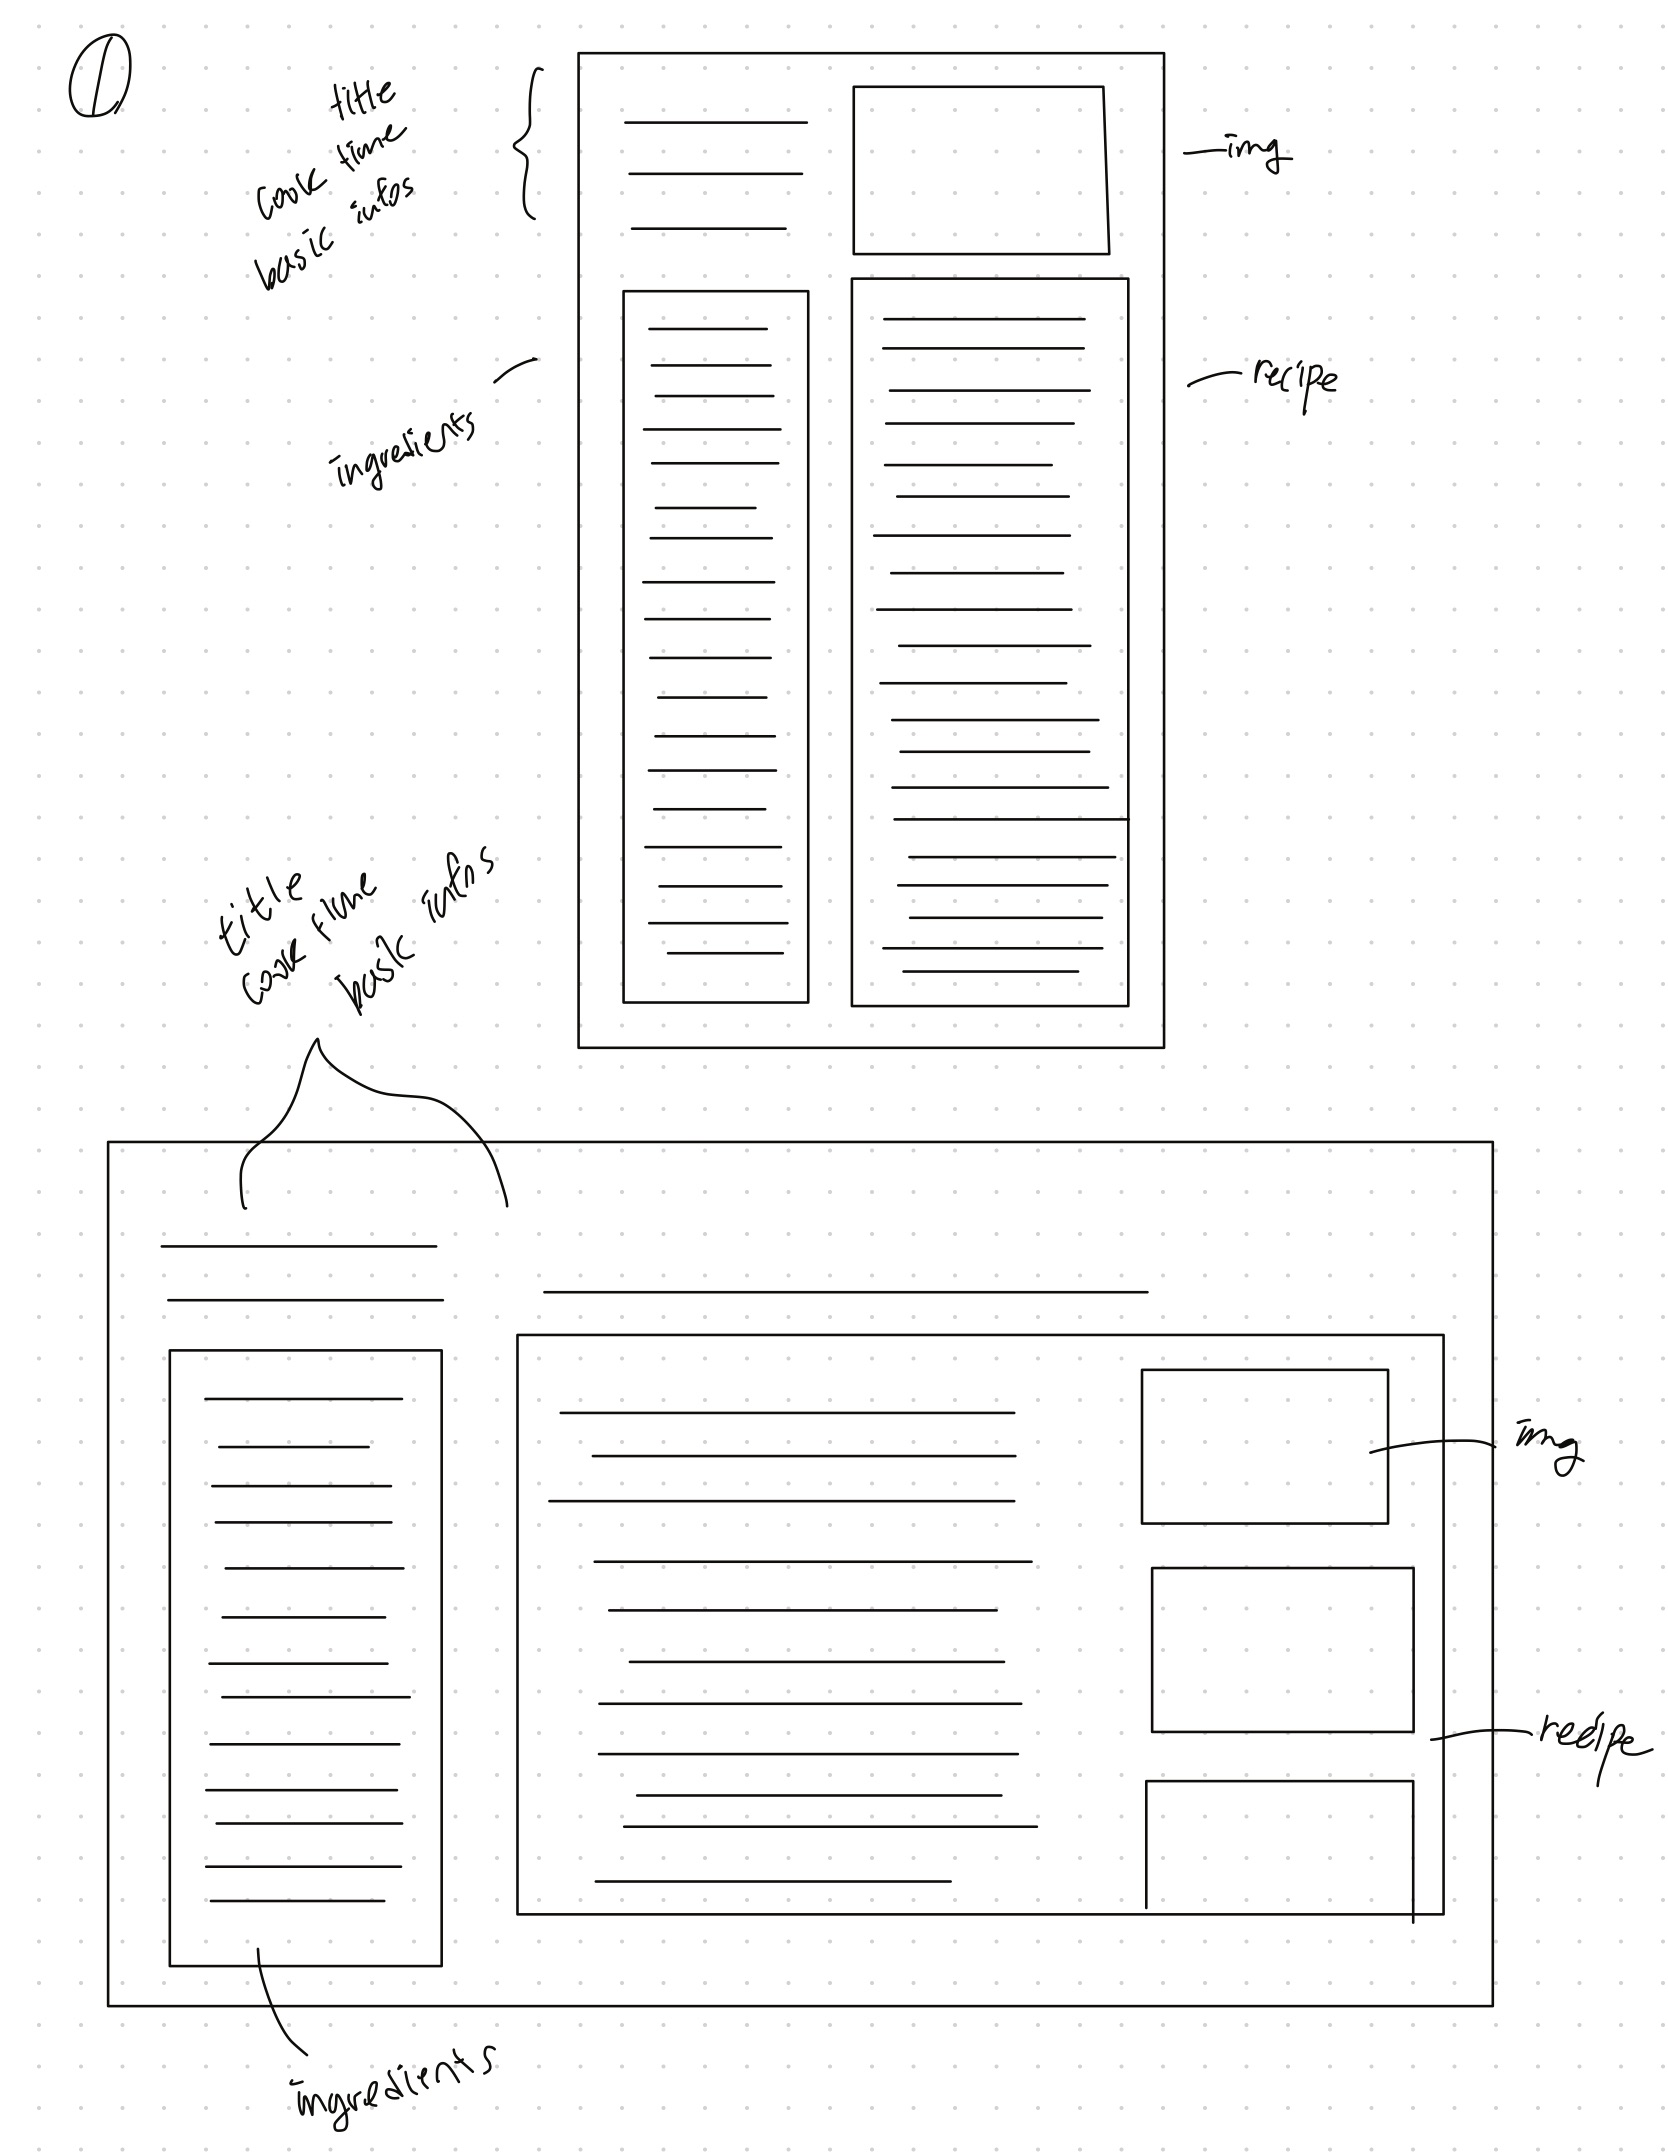 1
title
cook time
basic infos
img
ingredients
recipe
title
cook time
basic infos
img
recipe
ingredients